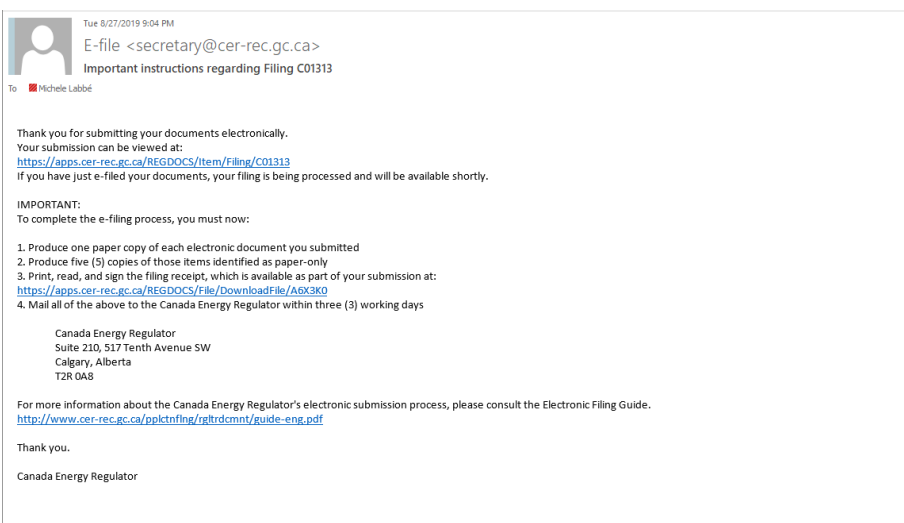 Tue 8/27/2019 9:04 PM
E-file <secretary@cer-rec.gc.ca>
Important instructions regarding Filing C01313
To Michele Labbé
Thank you for submitting your documents electronically.
Your submission can be viewed at:
https://apps.cer-rec.gc.ca/REGDOCS/Item/Filing/C01313
If you have just e-filed your documents, your filing is being processed and will be available shortly.
IMPORTANT:
To complete the e-filing process, you must now:
1. Produce one paper copy of each electronic document you submitted
2. Produce five (5) copies of those items identified as paper-only
3. Print, read, and sign the filing receipt, which is available as part of your submission at:
https://apps.cer-rec.gc.ca/REGDOCS/File/DownloadFile/A6X3K0
4. Mail all of the above to the Canada Energy Regulator within three (3) working days
Canada Energy Regulator
Suite 210, 517 Tenth Avenue SW
Calgary, Alberta
T2R 0A8
For more information about the Canada Energy Regulator's electronic submission process, please consult the Electronic Filing Guide.
http://www.cer-rec.gc.ca/pplctnflng/rgltrdcmnt/guide-eng.pdf
Thank you.
Canada Energy Regulator